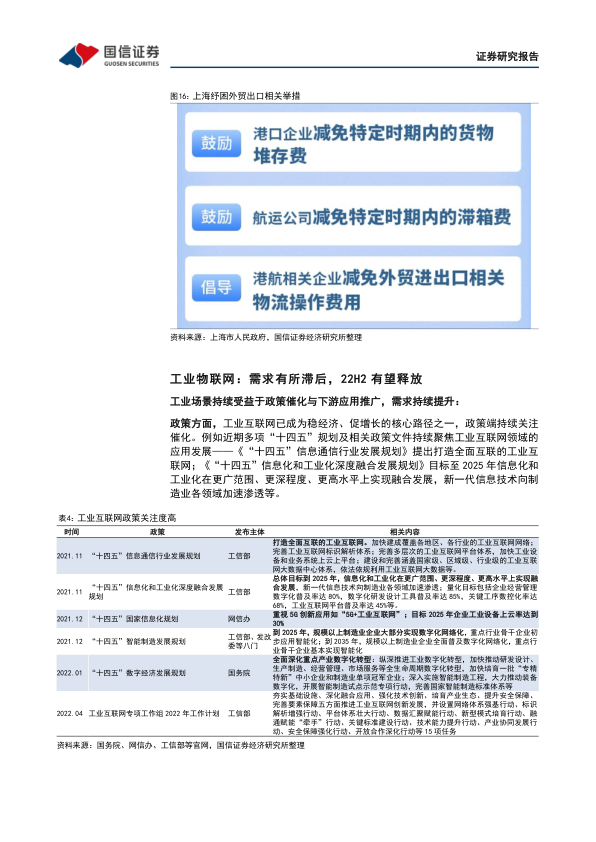 国信证券
GUOSEN SECURITIES
证券研究报告
图16：上海纾困外贸出口相关举措
鼓励
港口企业减免特定时期内的货物
堆存费
鼓励
航运公司减免特定时期内的滞箱费
倡导
港航相关企业减免外贸进出口相关
物流操作费用
资料来源：上海市人民政府，国信证券经济研究所整理
工业物联网：需求有所滞后，22H2 有望释放
工业场景持续受益于政策催化与下游应用推广，需求持续提升：
政策方面，工业互联网已成为稳经济、促增长的核心路径之一，政策端持续关注
催化。例如近期多项“十四五”规划及相关政策文件持续聚焦工业互联网领域的
应用发展——《“十四五”信息通信行业发展规划》提出打造全面互联的工业互
联网；《“十四五”信息化和工业化深度融合发展规划》目标至 2025 年信息化和
工业化在更广范围、更深程度、更高水平上实现融合发展，新一代信息技术向制
造业各领域加速渗透等。
表4：工业互联网政策关注度高
时间 政策 发布主体 相关内容
2021.11 “十四五”信息通信行业发展规划 工信部
打造全面互联的工业互联网。加快建成覆盖各地区、各行业的工业互联网网络；
完善工业互联网标识解析体系；完善多层次的工业互联网平台体系，加快工业设
备和业务系统上云上平台；建设和完善涵盖国家级、区域级、行业级的工业互联
网大数据中心体系，依法依规利用工业互联网大数据等。
2021.11 “十四五”信息化和工业化深度融合发展
规划
工信部
总体目标到 2025 年，信息化和工业化在更广范围、更深程度、更高水平上实现融
合发展，新一代信息技术向制造业各领域加速渗透；量化目标包括企业经营管理
数字化普及率达 80%，数字化研发设计工具普及率达 85%，关键工序数控化率达
68%，工业互联网平台普及率达 45%等。
2021.12 “十四五”国家信息化规划 网信办
重视 5G 创新应用如“5G+工业互联网”；目标 2025 年企业工业设备上云率达到
30%
2021.12 “十四五”智能制造发展规划
工信部、发改
委等八门
到 2025 年，规模以上制造业企业大部分实现数字化网络化，重点行业骨干企业初
步应用智能化；到 2035 年，规模以上制造业企业全面普及数字化网络化，重点行
业骨干企业基本实现智能化
2022.01 “十四五”数字经济发展规划 国务院
全面深化重点产业数字化转型：纵深推进工业数字化转型，加快推动研发设计、
生产制造、经营管理、市场服务等全生命周期数字化转型，加快培育一批“专精
特新”中小企业和制造业单项冠军企业；深入实施智能制造工程，大力推动装备
数字化，开展智能制造试点示范专项行动，完善国家智能制造标准体系等
2022.04 工业互联网专项工作组 2022 年工作计划 工信部
夯实基础设施、深化融合应用、强化技术创新、培育产业生态、提升安全保障、
完善要素保障五方面推进工业互联网创新发展，并设置网络体系强基行动、标识
解析增强行动、平台体系壮大行动、数据汇聚赋能行动、新型模式培育行动、融
通赋能“牵手”行动、关键标准建设行动、技术能力提升行动、产业协同发展行
动、安全保障强化行动、开放合作深化行动等 15 项任务
资料来源：国务院、网信办、工信部等官网，国信证券经济研究所整理